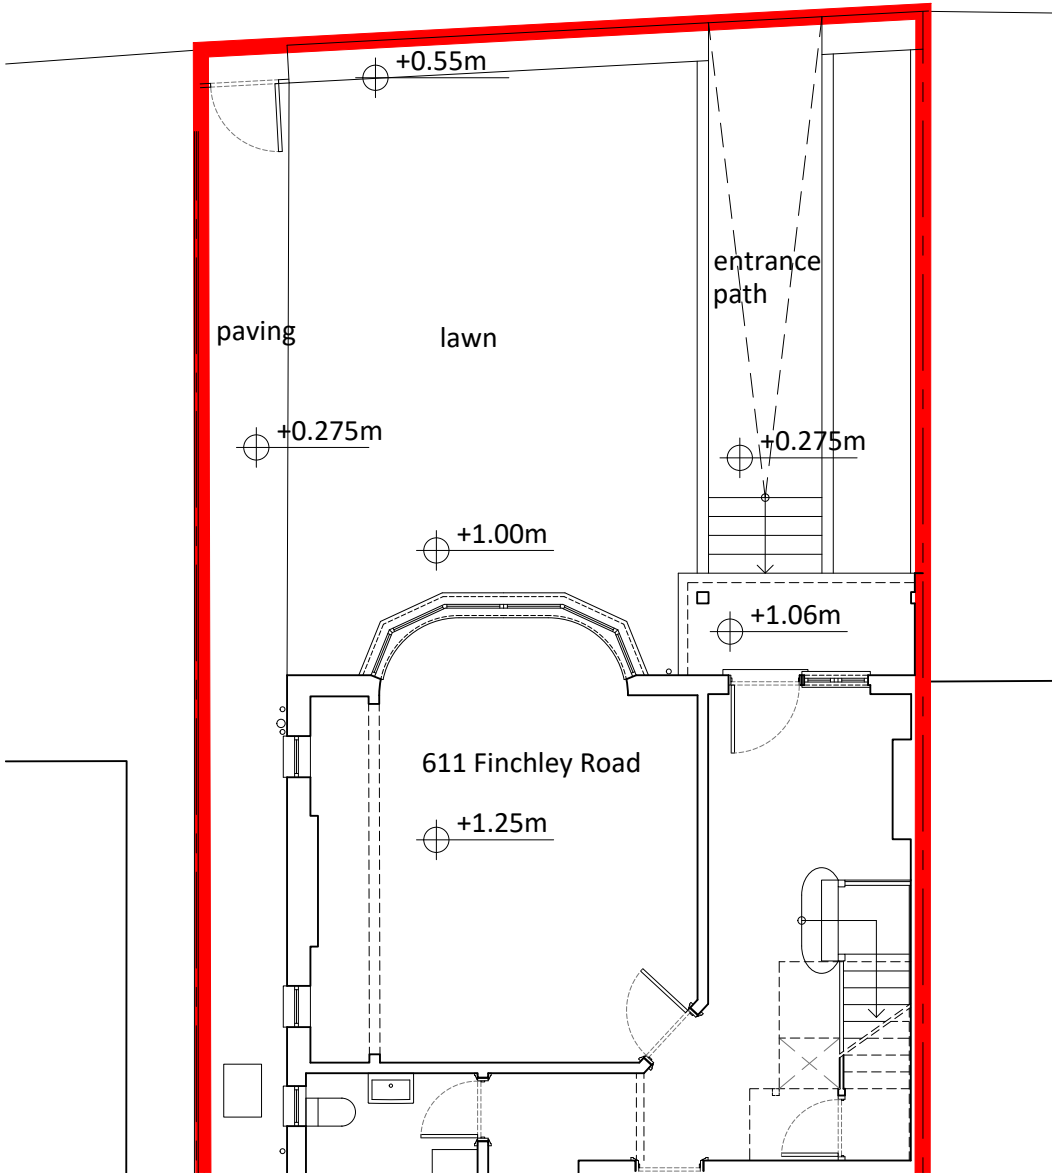 +0.55m
entrance
path
paving
lawn
+0.275m
+0.275m
+1.00m
+1.06m
611 Finchley Road
+1.25m